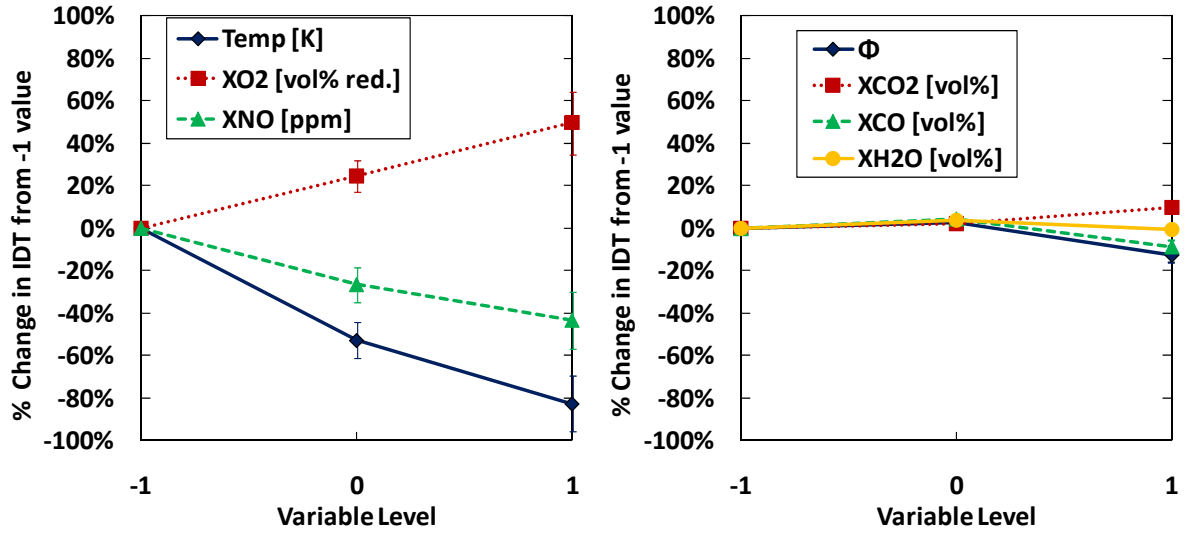 % Change in IDT from -1 value
100%
80%
60%
40%
20%
0%
-20%
-40%
-60%
-80%
-100%
Temp [K]
XO2 [vol% red.]
XNO [ppm]
-1
0
1
Variable Level
% Change in IDT from -1 value
100%
80%
60%
40%
20%
0%
-20%
-40%
-60%
-80%
-100%
Φ
XCO2 [vol%]
XCO [vol%]
XH2O [vol%]
-1
0
1
Variable Level